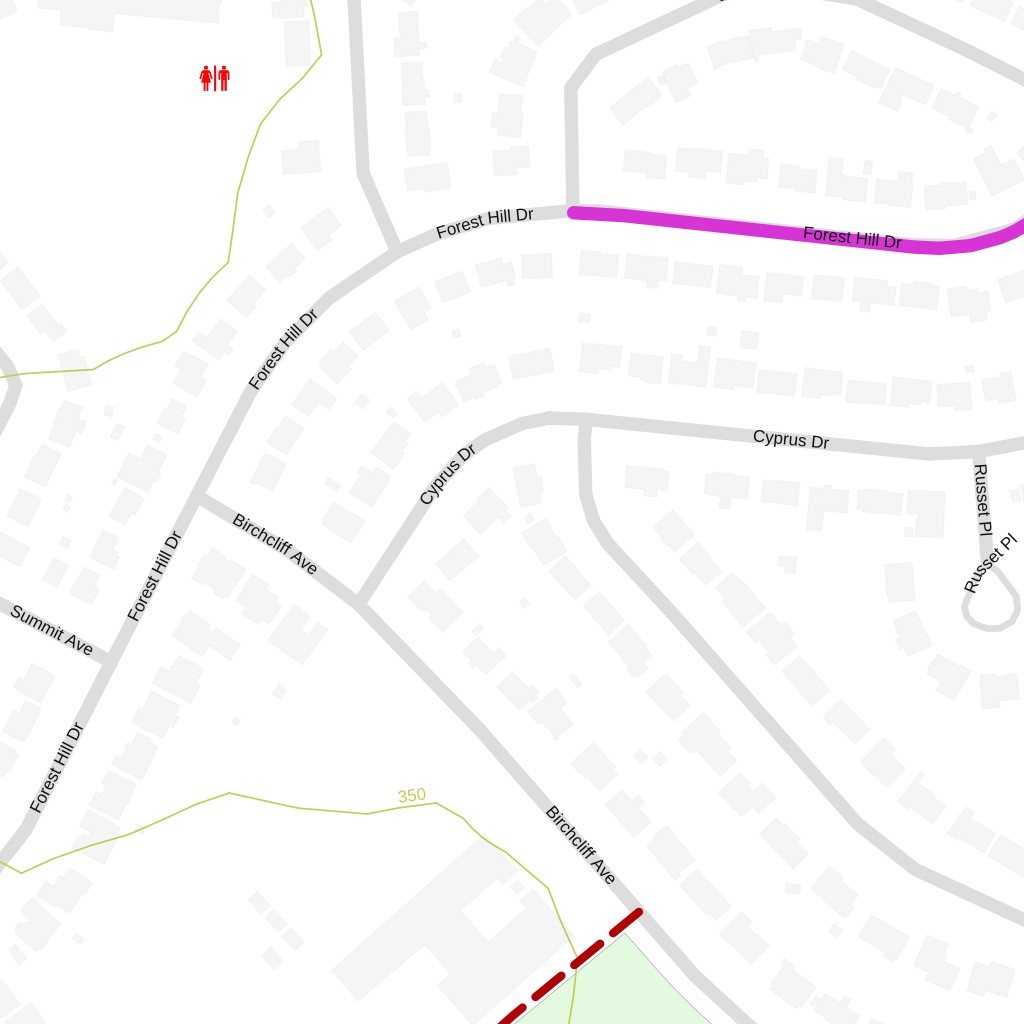 Forest Hill Dr
Forest Hill Dr
Forest Hill Dr
Cyprus Dr
Cyprus Dr
Russet Pl
Birchcliff Ave
Russet Pl
Forest Hill Dr
Summit Ave
Forest Hill Dr
350
Birchcliff Ave